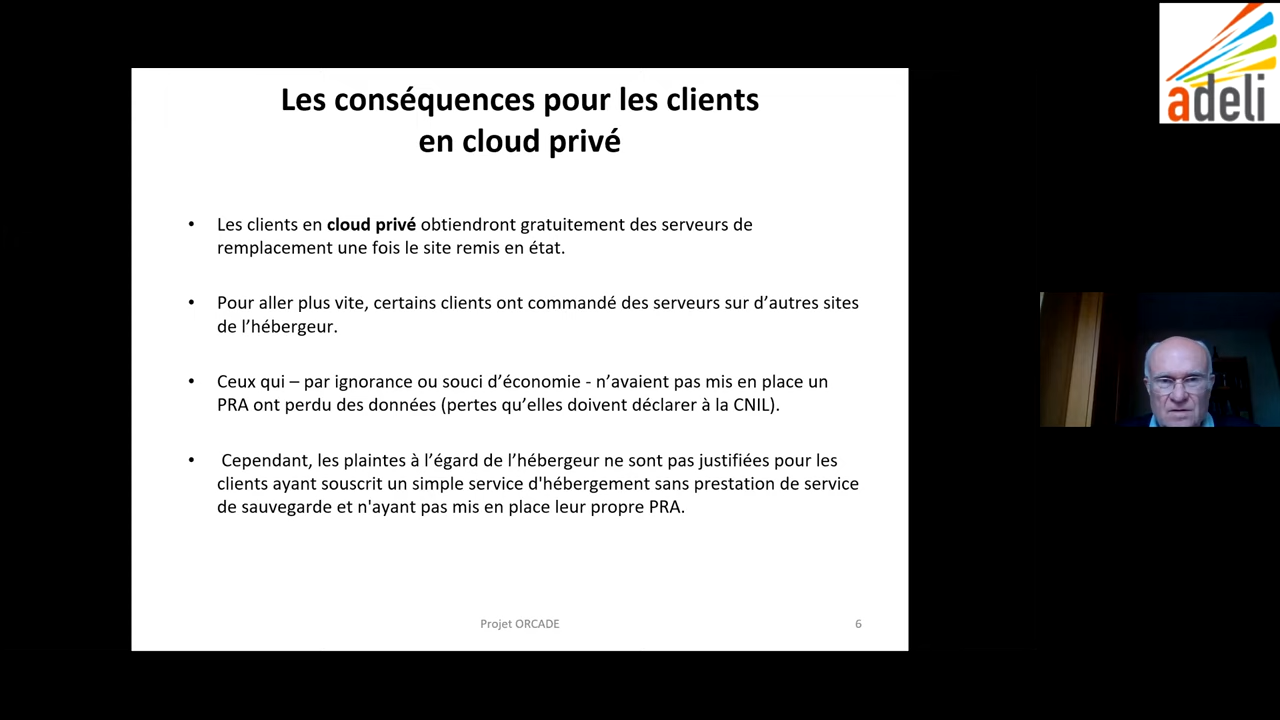 adeli
Les conséquences pour les clients
en cloud privé
• Les clients en cloud privé obtiendront gratuitement des serveurs de
remplacement une fois le site remis en état.
• Pour aller plus vite, certains clients ont commandé des serveurs sur d’autres sites
de l’hébergeur.
• Ceux qui – par ignorance ou souci d’économie - n’avaient pas mis en place un
PRA ont perdu des données (pertes qu’elles doivent déclarer à la CNIL).
• Cependant, les plaintes à l’égard de l’hébergeur ne sont pas justifiées pour les
clients ayant souscrit un simple service d'hébergement sans prestation de service
de sauvegarde et n'ayant pas mis en place leur propre PRA.
Projet ORCADE
6